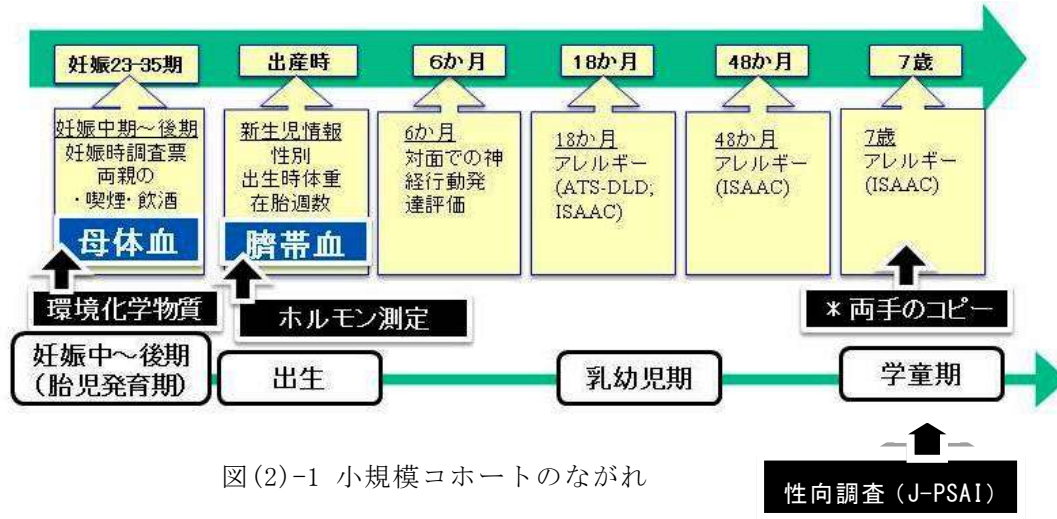 妊娠23-35期
出産時
6か月
18か月
48か月
7歳
妊娠中期～後期
妊娠時調査票
両親の
・喫煙・飲酒
母体血
新生児情報
性別
出生時体重
在胎週数
臍帯血
6か月
対面での神
経行動発
達評価
18か月
アレルギー
(ATS-DLD;
ISAAC)
48か月
アレルギー
(ISAAC)
7歳
アレルギー
(ISAAC)
環境化学物質
ホルモン測定
＊両手のコピー
妊娠中～後期
(胎児発育期)
出生
乳幼児期
学童期
図(2)-1 小規模コホートのながれ
性向調査(J-PSAI)